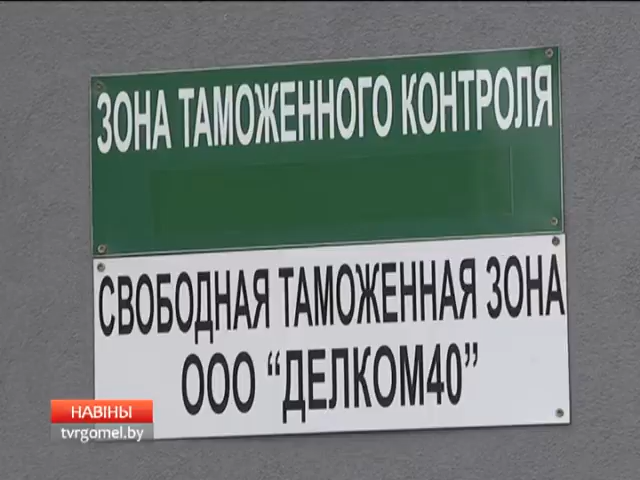 ЗОНА ТАМОЖЕННОГО КОНТРОЛЯ
СВОБОДНАЯ ТАМОЖЕННАЯ ЗОНА
ООО “ДЕЛКОМ40”
НАВІНЫ
tvrgomel.by